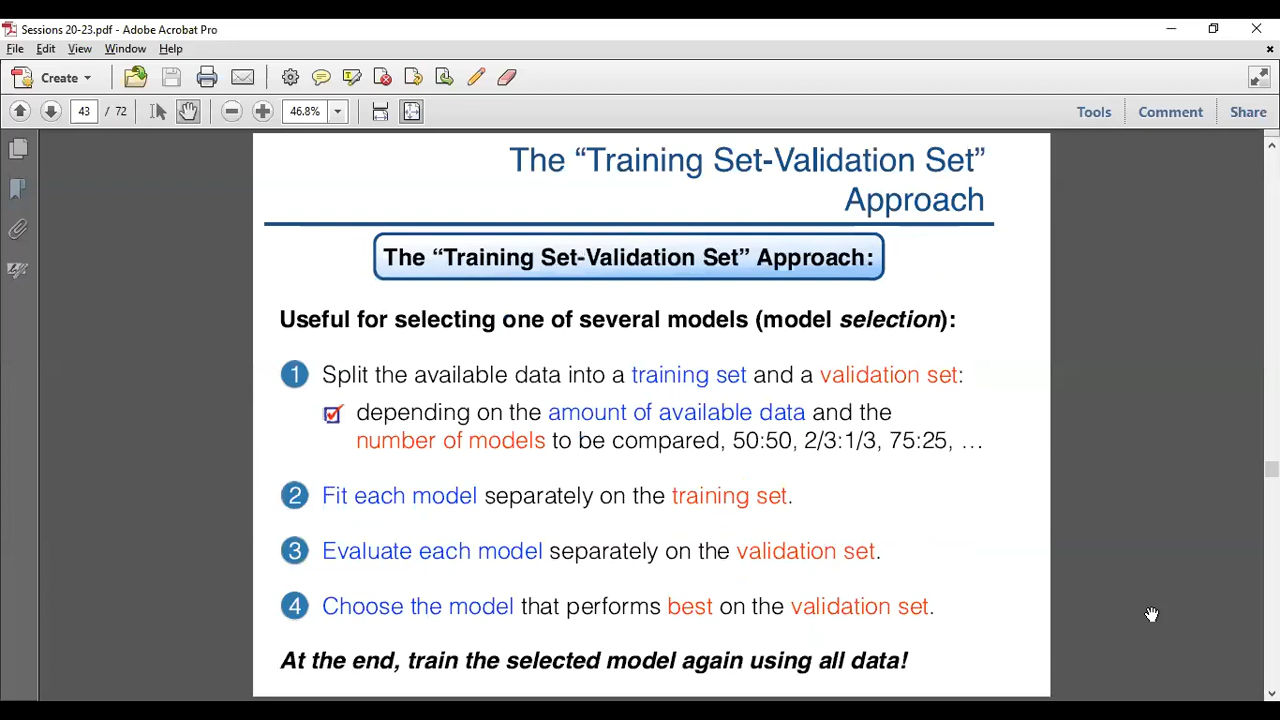 Sessions 20-23.pdf - Adobe Acrobat Pro
File Edit View Window Help
Create
43 / 72 46.8% Tools Comment Share
The “Training Set-Validation Set”
Approach
The “Training Set-Validation Set” Approach:
Useful for selecting one of several models (model selection):
1 Split the available data into a training set and a validation set:
depending on the amount of available data and the
number of models to be compared, 50:50, 2/3:1/3, 75:25, …
2 Fit each model separately on the training set.
3 Evaluate each model separately on the validation set.
4 Choose the model that performs best on the validation set.
At the end, train the selected model again using all data!